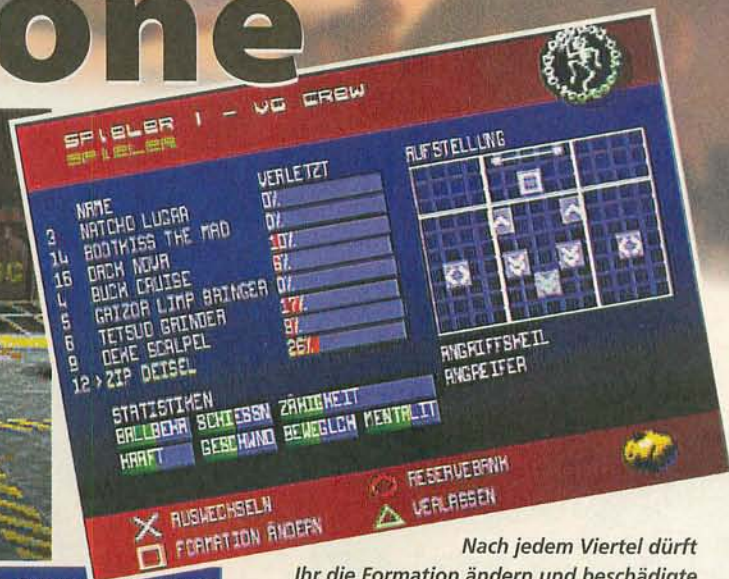 one
SPIELER 1 - VG CREW
SPIELER
NAME VERLETZT
3 NATCHO LUGAR 0%
14 BOOTKISS THE MAD 0%
16 DACK NOVA 10%
4 BUCK CRUISE 6%
5 GAIZOR LIMP BRINGER 0%
6 TETSUO GRINDER 17%
9 DEKE SCALPEL 8%
12 > ZIP DEISEL 26%
AUFSTELLUNG
ANGRIFFSKEIL
ANGREIFER
STATISTIKEN
BALLBEHA SCHIESSN ZÄHIGKEIT
KRAFT GESCHWND BEWEGLCH MENTALIT
AUSWECHSELN RESERVEBANK
FORMATION ÄNDERN VERLASSEN
Nach jedem Viertel dürft
Ihr die Formation ändern und beschädigte